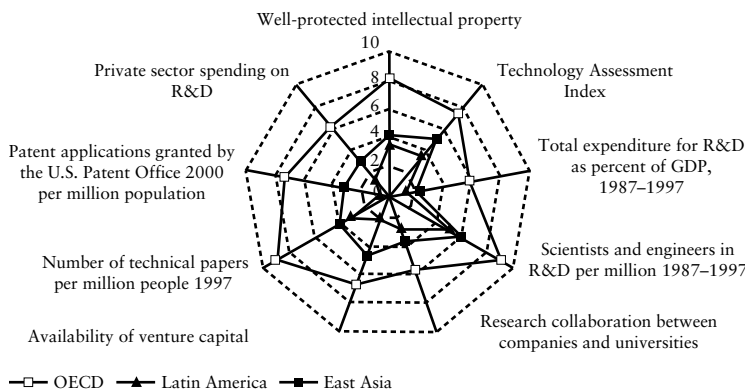 Well-protected intellectual property
10
8
6
4
2
0
Technology Assessment
Index
Total expenditure for R&D
as percent of GDP,
1987–1997
Scientists and engineers in
R&D per million 1987–1997
Research collaboration between
companies and universities
Availability of venture capital
Number of technical papers
per million people 1997
Patent applications granted by
the U.S. Patent Office 2000
per million population
Private sector spending on
R&D
OECD
Latin America
East Asia